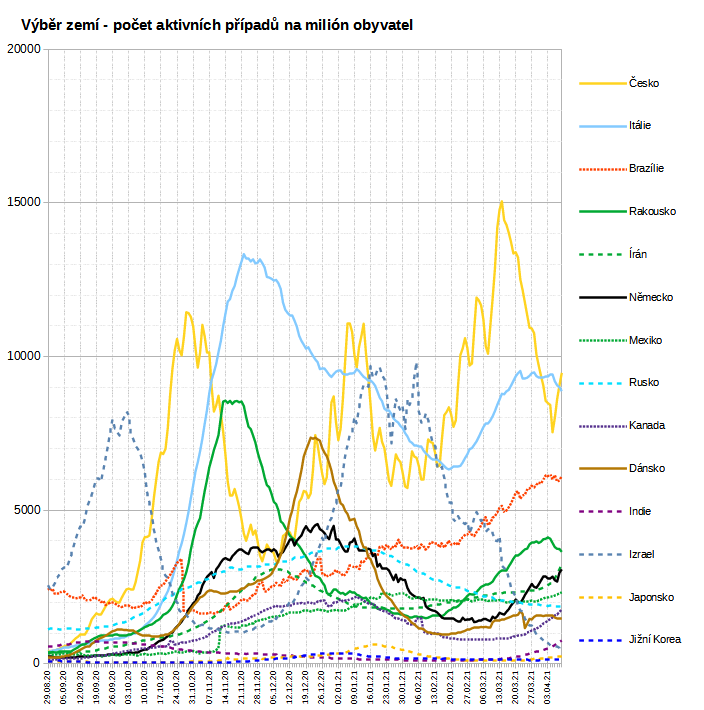 Výběr zemí - počet aktivních případů na milión obyvatel
20000
15000
10000
5000
0
29.08.20
05.09.20
12.09.20
19.09.20
26.09.20
03.10.20
10.10.20
17.10.20
24.10.20
31.10.20
07.11.20
14.11.20
21.11.20
28.11.20
05.12.20
12.12.20
19.12.20
26.12.20
02.01.21
09.01.21
16.01.21
23.01.21
30.01.21
06.02.21
13.02.21
20.02.21
27.02.21
06.03.21
13.03.21
20.03.21
27.03.21
03.04.21
Česko
Itálie
Brazílie
Rakousko
Írán
Německo
Mexiko
Rusko
Kanada
Dánsko
Indie
Izrael
Japonsko
Jižní Korea